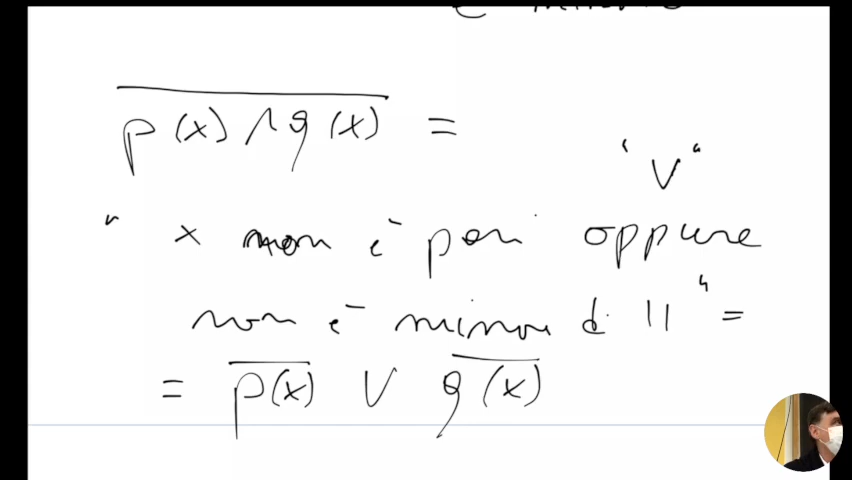 p(x) ∧ q(x) =
"∨"
" x non è pari oppure
non è minore di 11 " =
= p(x) ∨ q(x)